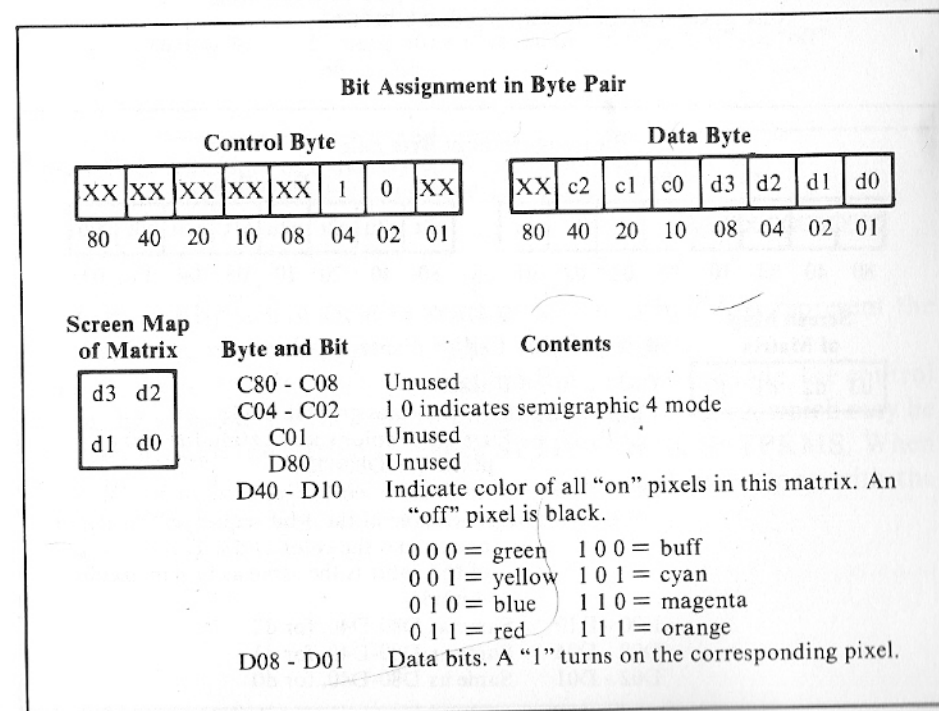 Bit Assignment in Byte Pair
Control Byte
XX XX XX XX XX 1 0 XX
80 40 20 10 08 04 02 01
Data Byte
XX c2 c1 c0 d3 d2 d1 d0
80 40 20 10 08 04 02 01
Screen Map
of Matrix
d3 d2
d1 d0
Byte and Bit Contents
C80 - C08 Unused
C04 - C02 1 0 indicates semigraphic 4 mode
C01 Unused
D80 Unused
D40 - D10 Indicate color of all “on” pixels in this matrix. An
“off” pixel is black.
0 0 0 = green 1 0 0 = buff
0 0 1 = yellow 1 0 1 = cyan
0 1 0 = blue 1 1 0 = magenta
0 1 1 = red 1 1 1 = orange
D08 - D01 Data bits. A “1” turns on the corresponding pixel.